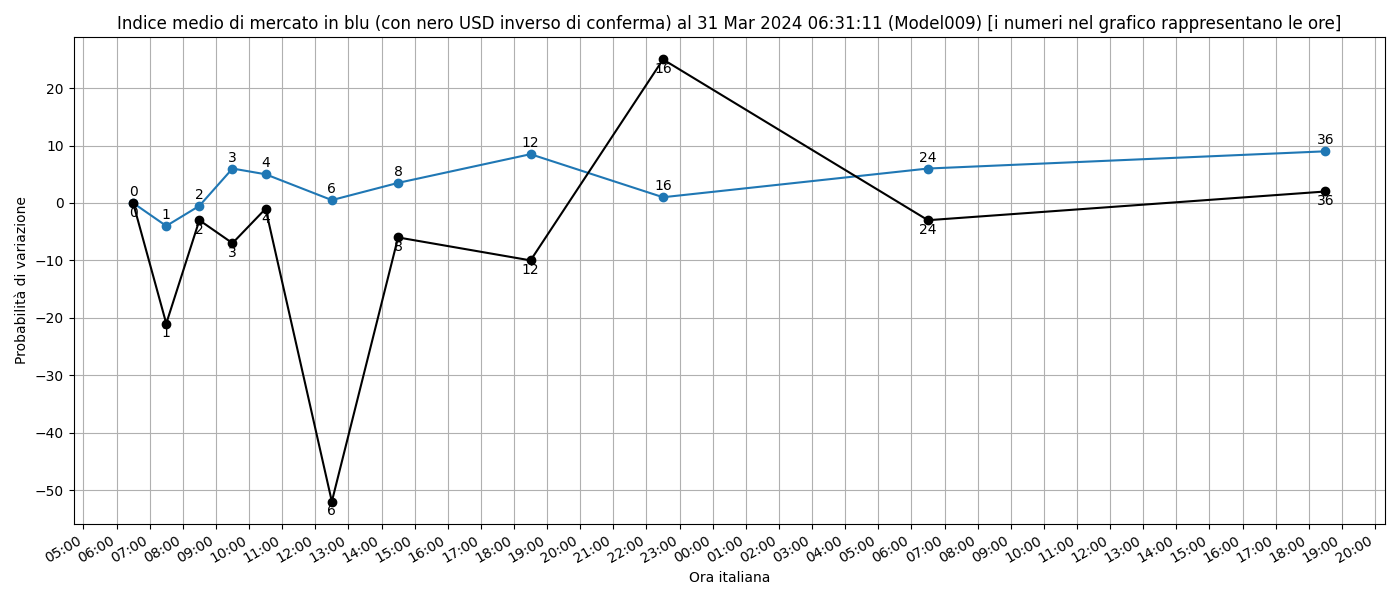 Indice medio di mercato in blu (con nero USD inverso di conferma) al 31 Mar 2024 06:31:11 (Model009) [i numeri nel grafico rappresentano le ore]
Probabilità di variazione
20
10
0
−10
−20
−30
−40
−50
0 1 2 3 4 6 8 12 16 24 36
0 1 2 3 4 6 8 12 16 24 36
05:00 06:00 07:00 08:00 09:00 10:00 11:00 12:00 13:00 14:00 15:00 16:00 17:00 18:00 19:00 20:00 21:00 22:00 23:00 00:00 01:00 02:00 03:00 04:00 05:00 06:00 07:00 08:00 09:00 10:00 11:00 12:00 13:00 14:00 15:00 16:00 17:00 18:00 19:00 20:00
Ora italiana